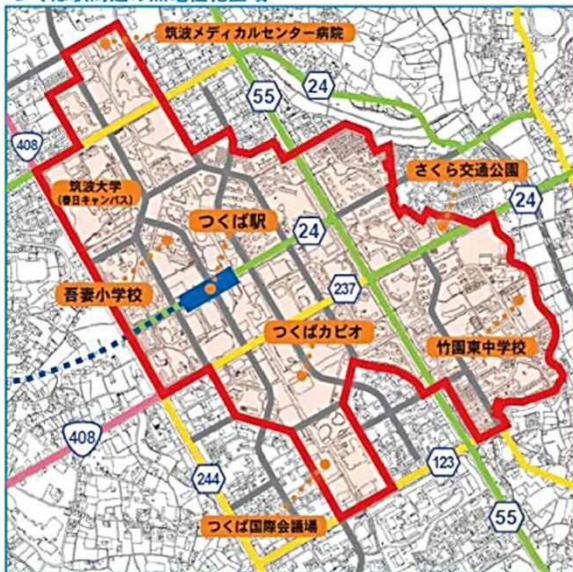 筑波メディカルセンター病院
55
24
408
さくら交通公園
筑波大学
(春日キャンパス)
つくば駅
24
24
吾妻小学校
237
つくばカピオ
竹園東中学校
408
244
123
つくば国際会議場
55